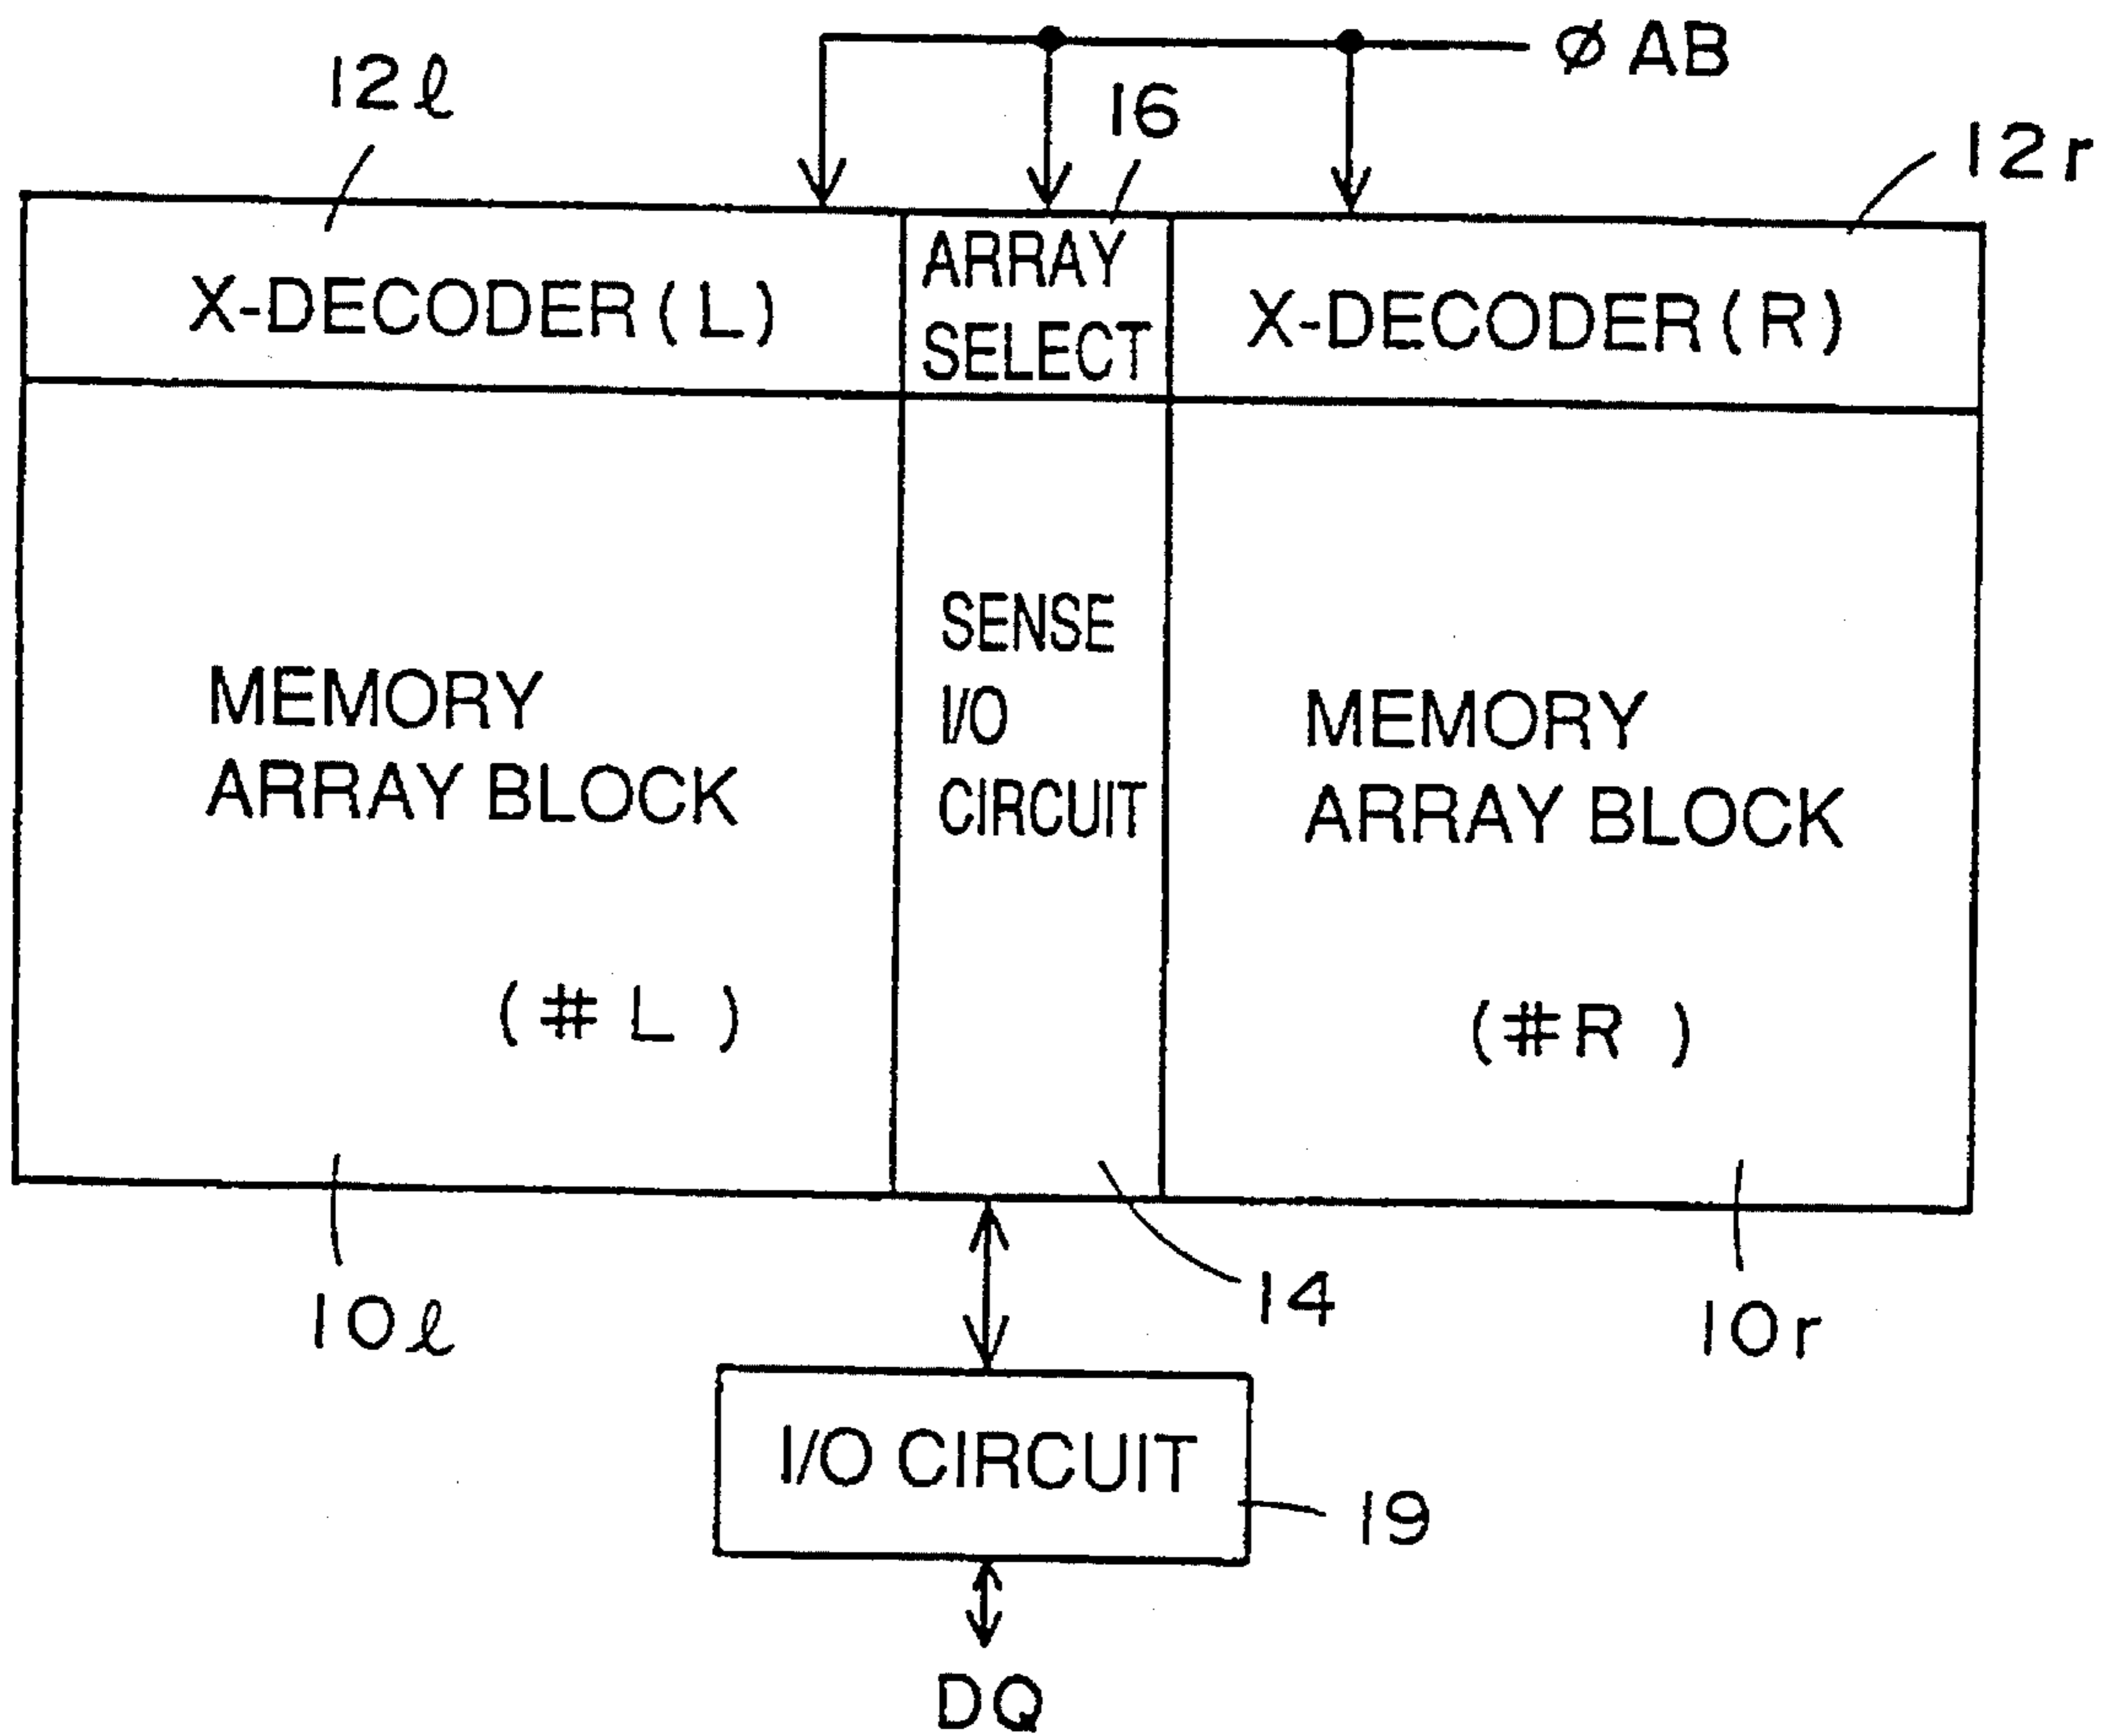 ØAB
12ℓ
16
12r
X-DECODER(L)
ARRAY
SELECT
X-DECODER(R)
MEMORY
ARRAY BLOCK
(#L)
SENSE
I/O
CIRCUIT
MEMORY
ARRAY BLOCK
(#R)
10ℓ
14
10r
I/O CIRCUIT
19
DQ